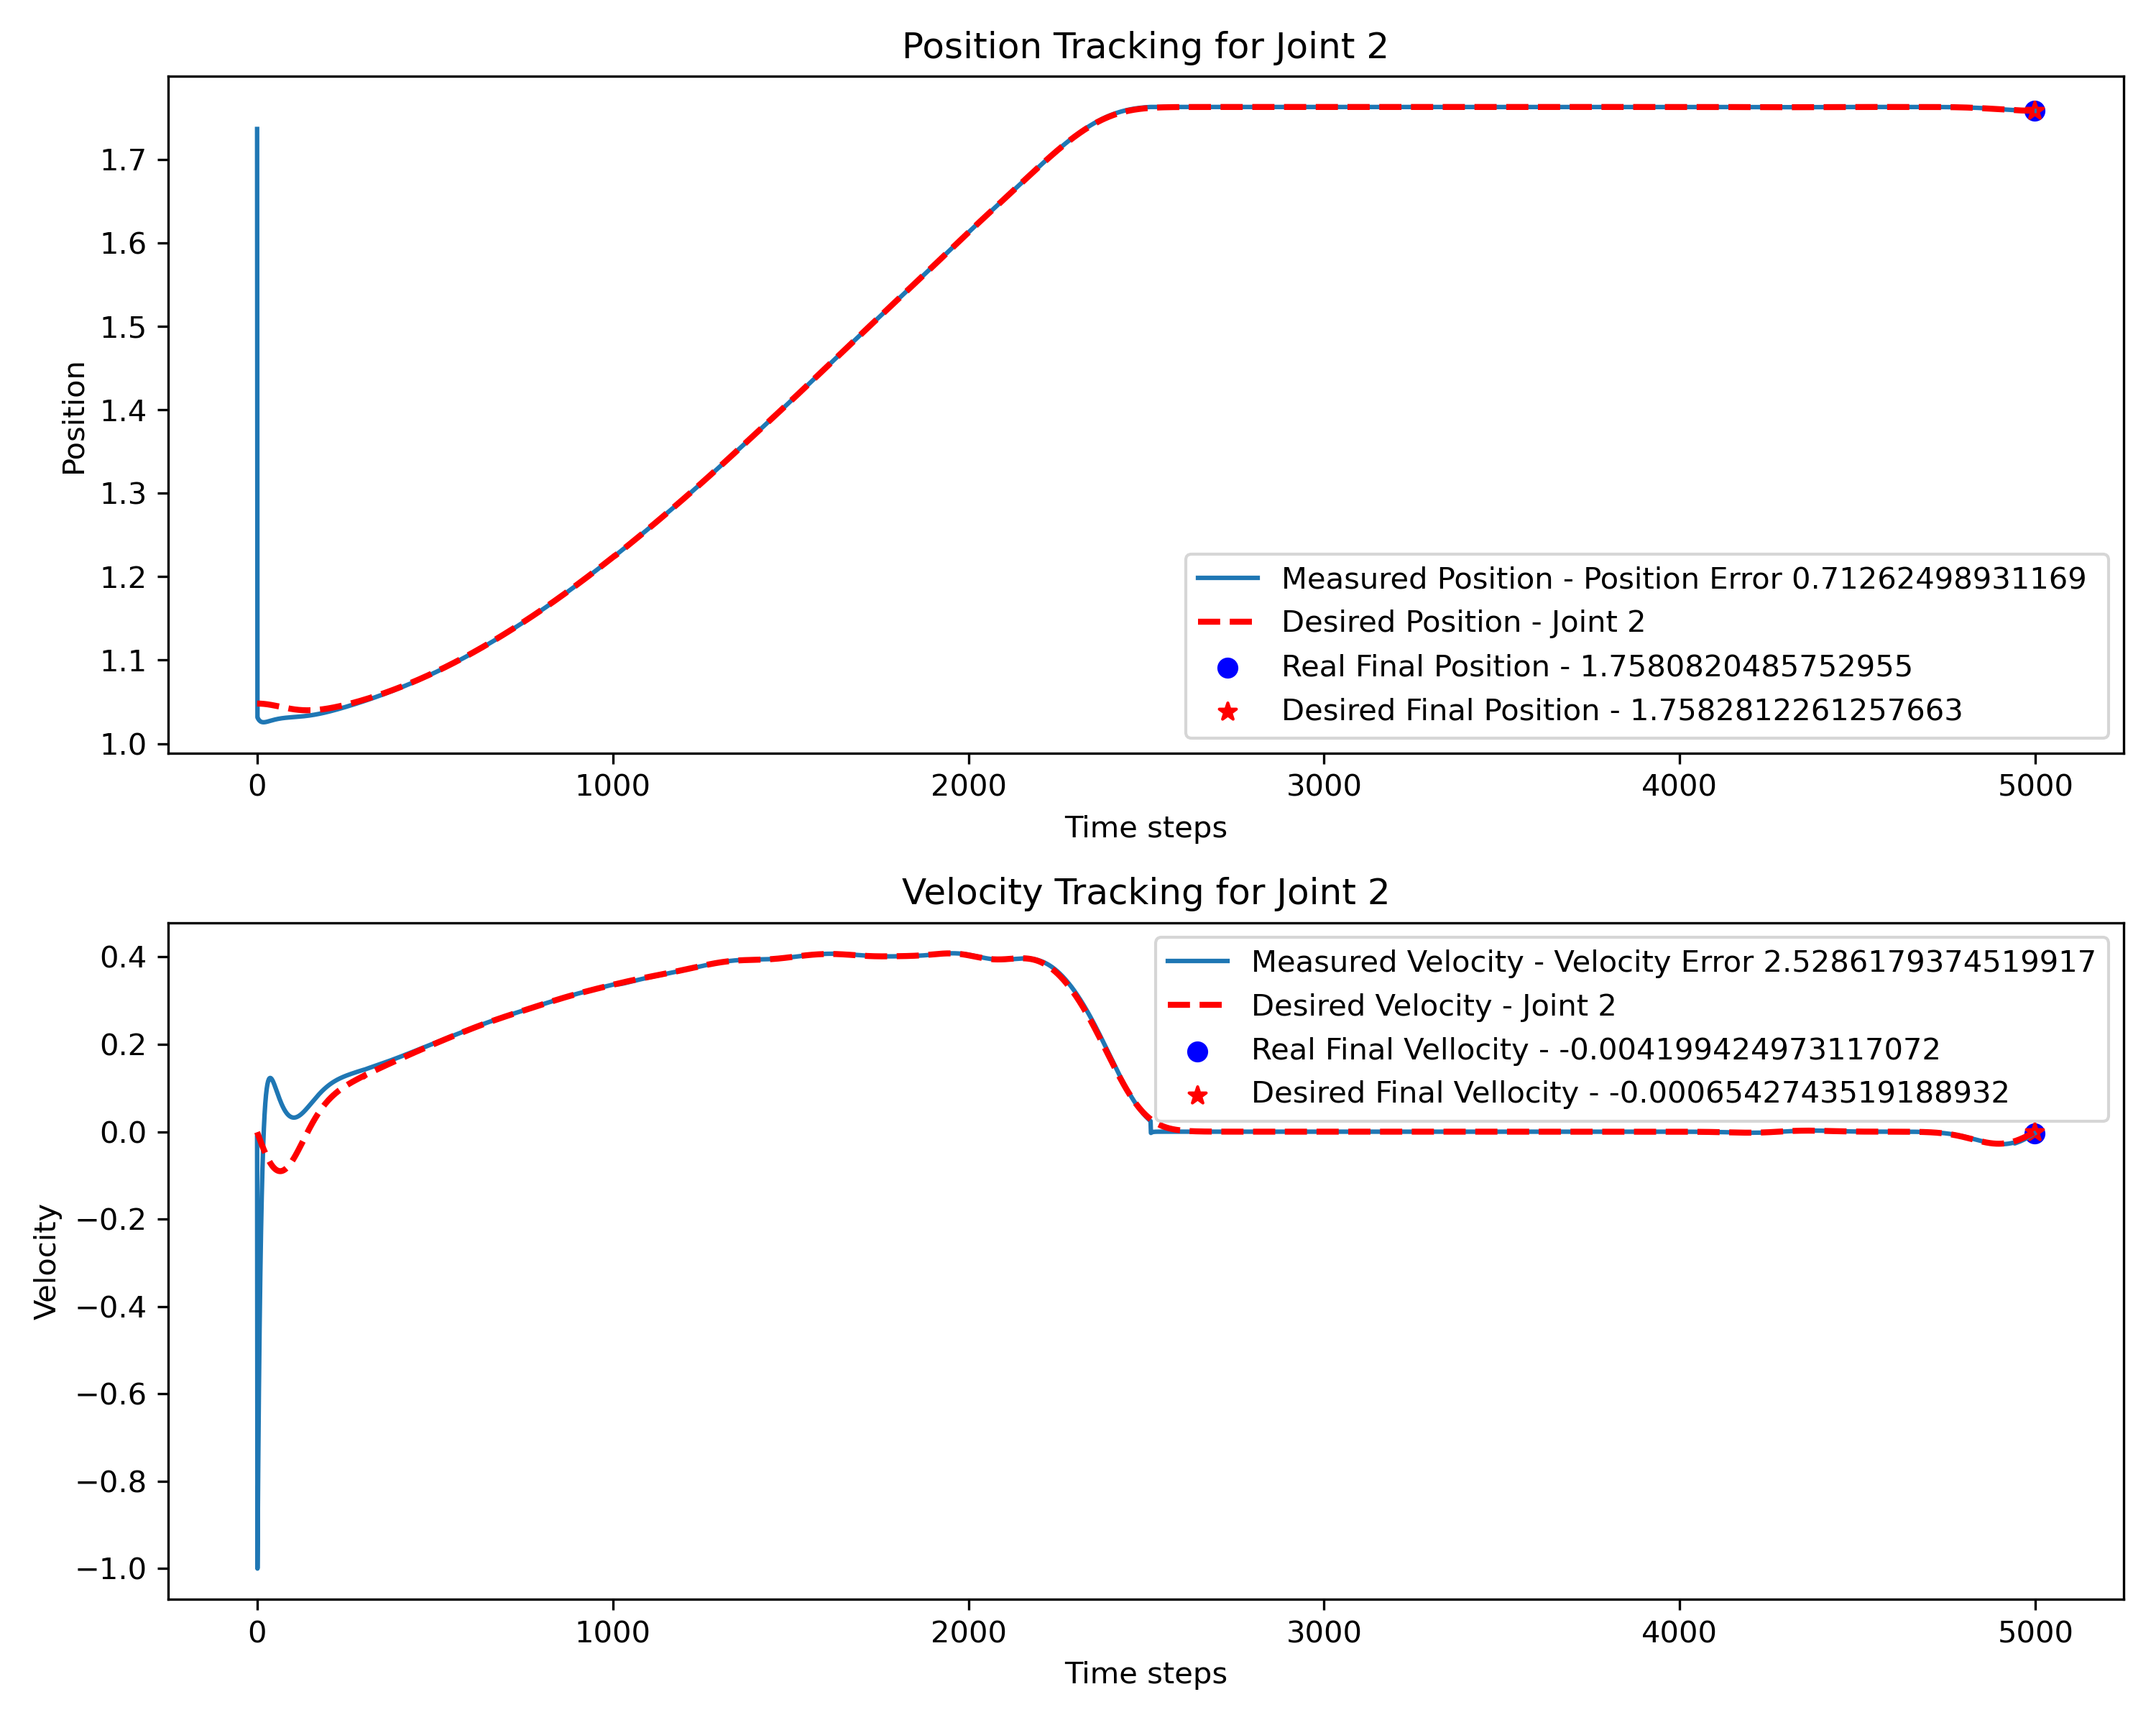 Position Tracking for Joint 2
Position
1.7
1.6
1.5
1.4
1.3
1.2
1.1
1.0
Measured Position - Position Error 0.71262498931169
Desired Position - Joint 2
Real Final Position - 1.7580820485752955
Desired Final Position - 1.7582812261257663
0 1000 2000 3000 4000 5000
Time steps
Velocity Tracking for Joint 2
Velocity
0.4
0.2
0.0
−0.2
−0.4
−0.6
−0.8
−1.0
Measured Velocity - Velocity Error 2.5286179374519917
Desired Velocity - Joint 2
Real Final Vellocity - -0.004199424973117072
Desired Final Vellocity - -0.0006542743519188932
0 1000 2000 3000 4000 5000
Time steps